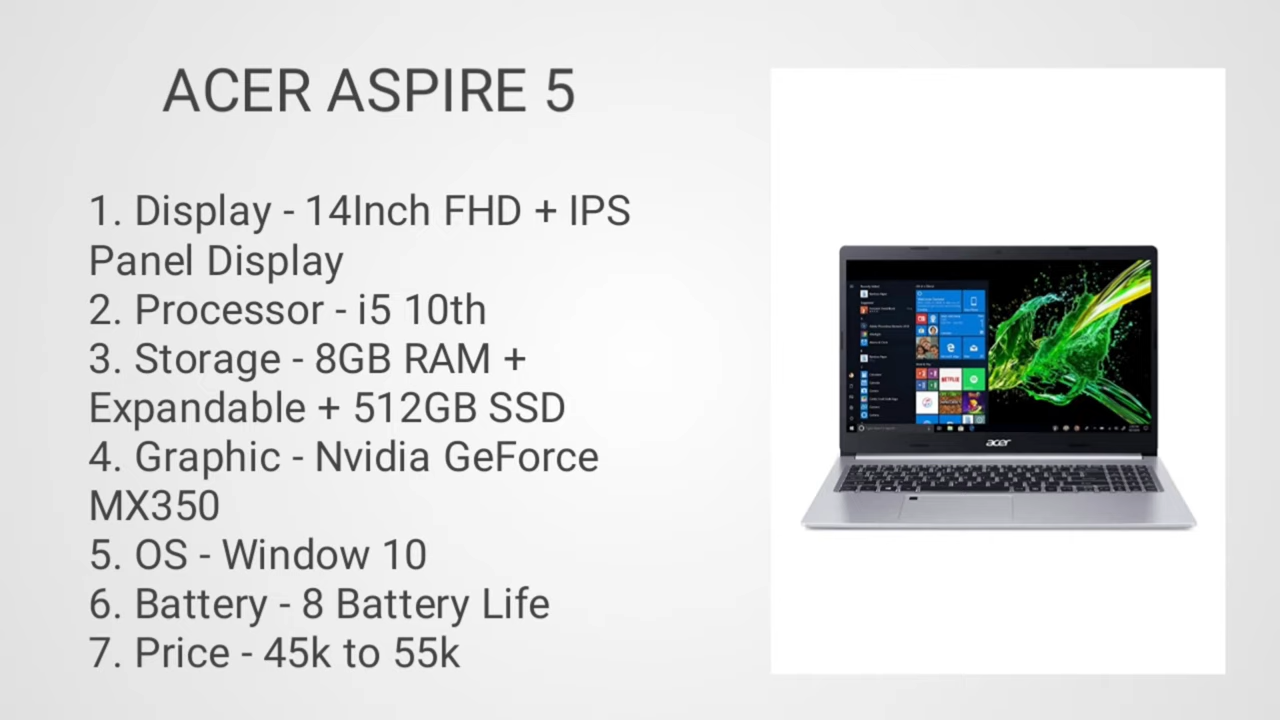 ACER ASPIRE 5
1. Display - 14Inch FHD + IPS
Panel Display
2. Processor - i5 10th
3. Storage - 8GB RAM +
Expandable + 512GB SSD
4. Graphic - Nvidia GeForce
MX350
5. OS - Window 10
6. Battery - 8 Battery Life
7. Price - 45k to 55k
NETFLIX
acer